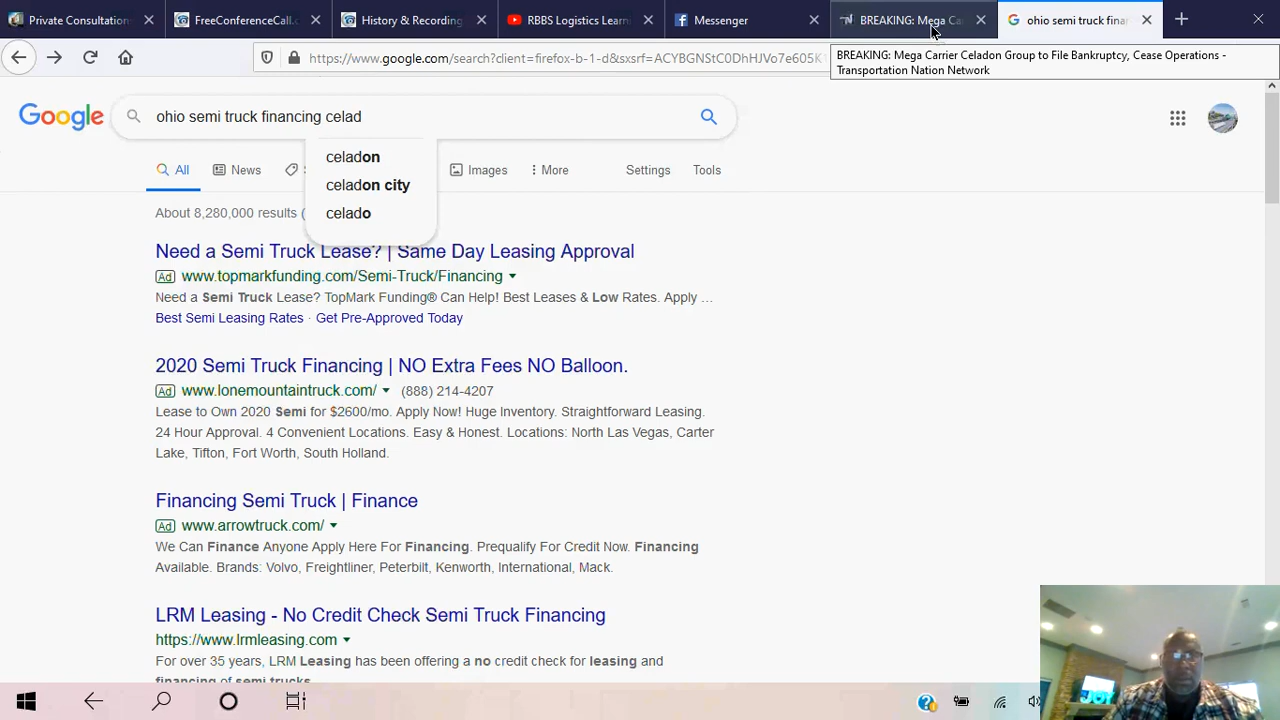 Private Consultation
FreeConferenceCall.c
History & Recording
RBBS Logistics Learn
Messenger
BREAKING: Mega Ca
ohio semi truck finan
https://www.google.com/search?client=firefox-b-1-d&sxsrf=ACYBGNStC0DhHJVo7e605K1
BREAKING: Mega Carrier Celadon Group to File Bankruptcy, Cease Operations -
Transportation Nation Network
Google
ohio semi truck financing celad
celadon
celadon city
celado
All
News
S
Images
More
Settings
Tools
About 8,280,000 results (
Need a Semi Truck Lease? | Same Day Leasing Approval
Ad www.topmarkfunding.com/Semi-Truck/Financing
Need a Semi Truck Lease? TopMark Funding® Can Help! Best Leases & Low Rates. Apply ...
Best Semi Leasing Rates · Get Pre-Approved Today
2020 Semi Truck Financing | NO Extra Fees NO Balloon.
Ad www.lonemountaintruck.com/ (888) 214-4207
Lease to Own 2020 Semi for $2600/mo. Apply Now! Huge Inventory. Straightforward Leasing.
24 Hour Approval. 4 Convenient Locations. Easy & Honest. Locations: North Las Vegas, Carter
Lake, Tifton, Fort Worth, South Holland.
Financing Semi Truck | Finance
Ad www.arrowtruck.com/
We Can Finance Anyone Apply Here For Financing. Prequalify For Credit Now. Financing
Available. Brands: Volvo, Freightliner, Peterbilt, Kenworth, International, Mack.
LRM Leasing - No Credit Check Semi Truck Financing
https://www.lrmleasing.com
For over 35 years, LRM Leasing has been offering a no credit check for leasing and
financing of semi trucks.